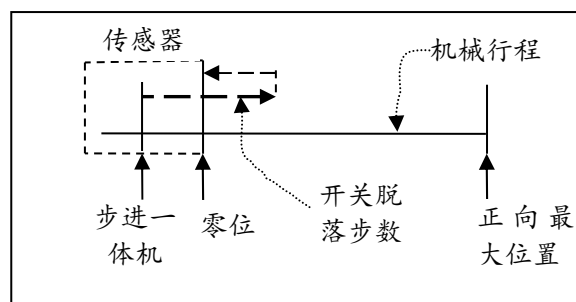 传感器
机械行程
步进一
体机
零位
开关脱
落步数
正向最
大位置